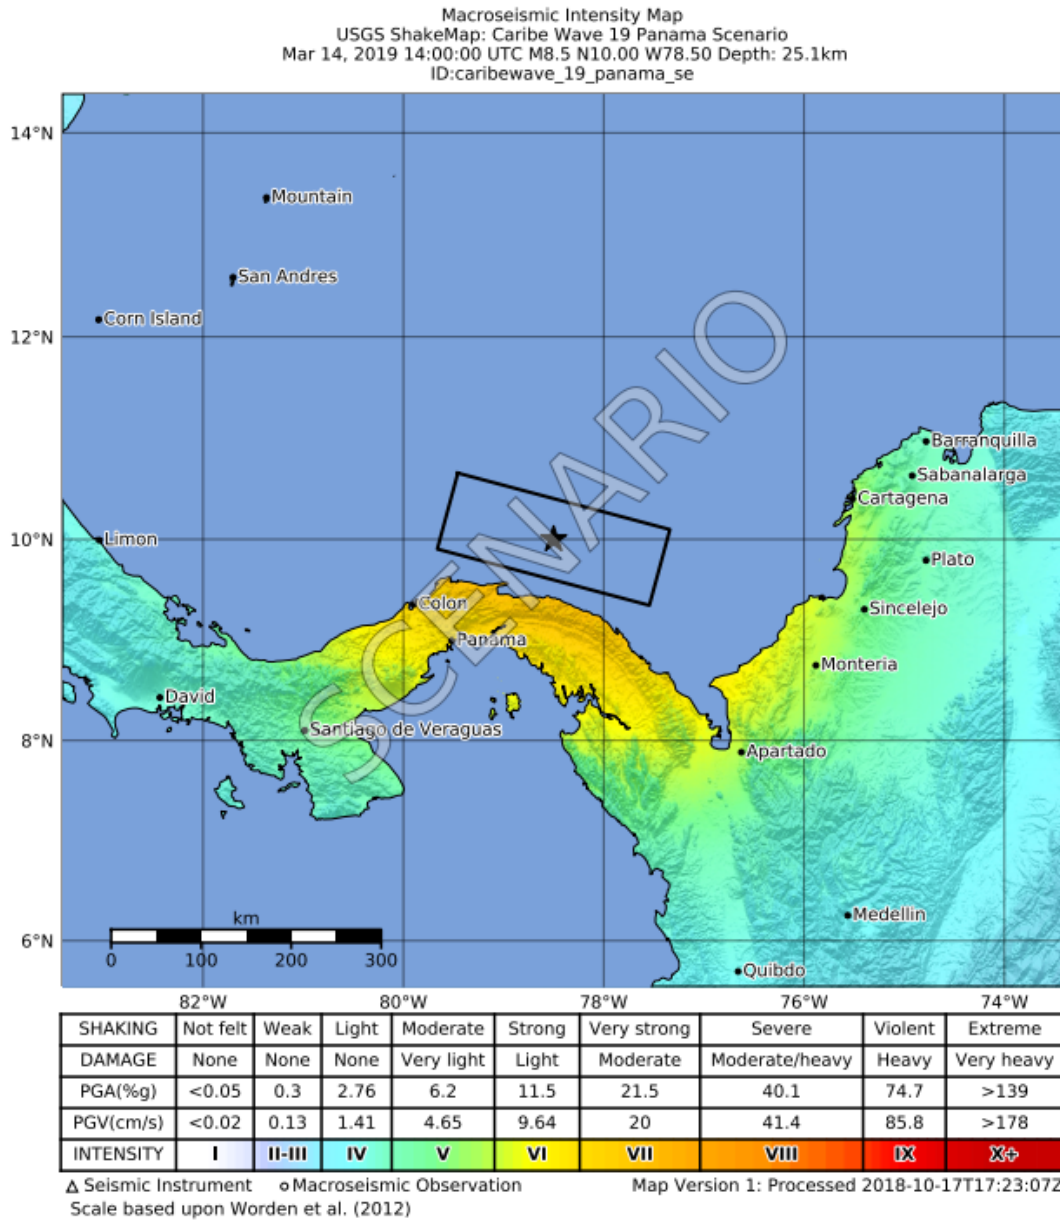 Macroseismic Intensity Map
USGS ShakeMap: Caribe Wave 19 Panama Scenario
Mar 14, 2019 14:00:00 UTC M8.5 N10.00 W78.50 Depth: 25.1km
ID:caribewave_19_panama_se
14°N
Mountain
San Andres
12°N
Corn Island
SCENARIO
Barranquilla
Sabanalarga
Cartagena
10°N
Limon
Plato
Colon
Sincelejo
Panama
Monteria
David
Santiago de Veraguas
8°N
Apartado
Medellin
km
6°N
0 100 200 300
Quibdo
82°W 80°W 78°W 76°W 74°W
SHAKING Not felt Weak Light Moderate Strong Very strong Severe Violent Extreme
DAMAGE None None None Very light Light Moderate Moderate/heavy Heavy Very heavy
PGA(%g) <0.05 0.3 2.76 6.2 11.5 21.5 40.1 74.7 >139
PGV(cm/s) <0.02 0.13 1.41 4.65 9.64 20 41.4 85.8 >178
INTENSITY I II-III IV V VI VII VIII IX X+
△ Seismic Instrument ○ Macroseismic Observation Map Version 1: Processed 2018-10-17T17:23:07Z
Scale based upon Worden et al. (2012)